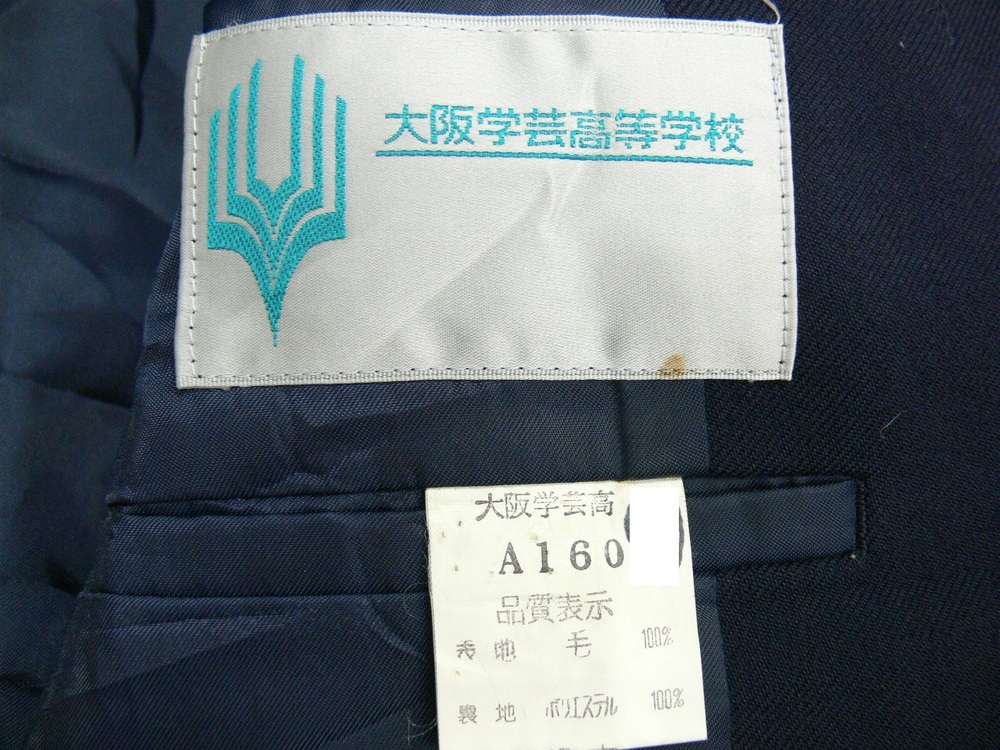 大阪学芸高等学校
大阪学芸高
A160
品質表示
表地 毛 100%
裏地 ポリエステル 100%